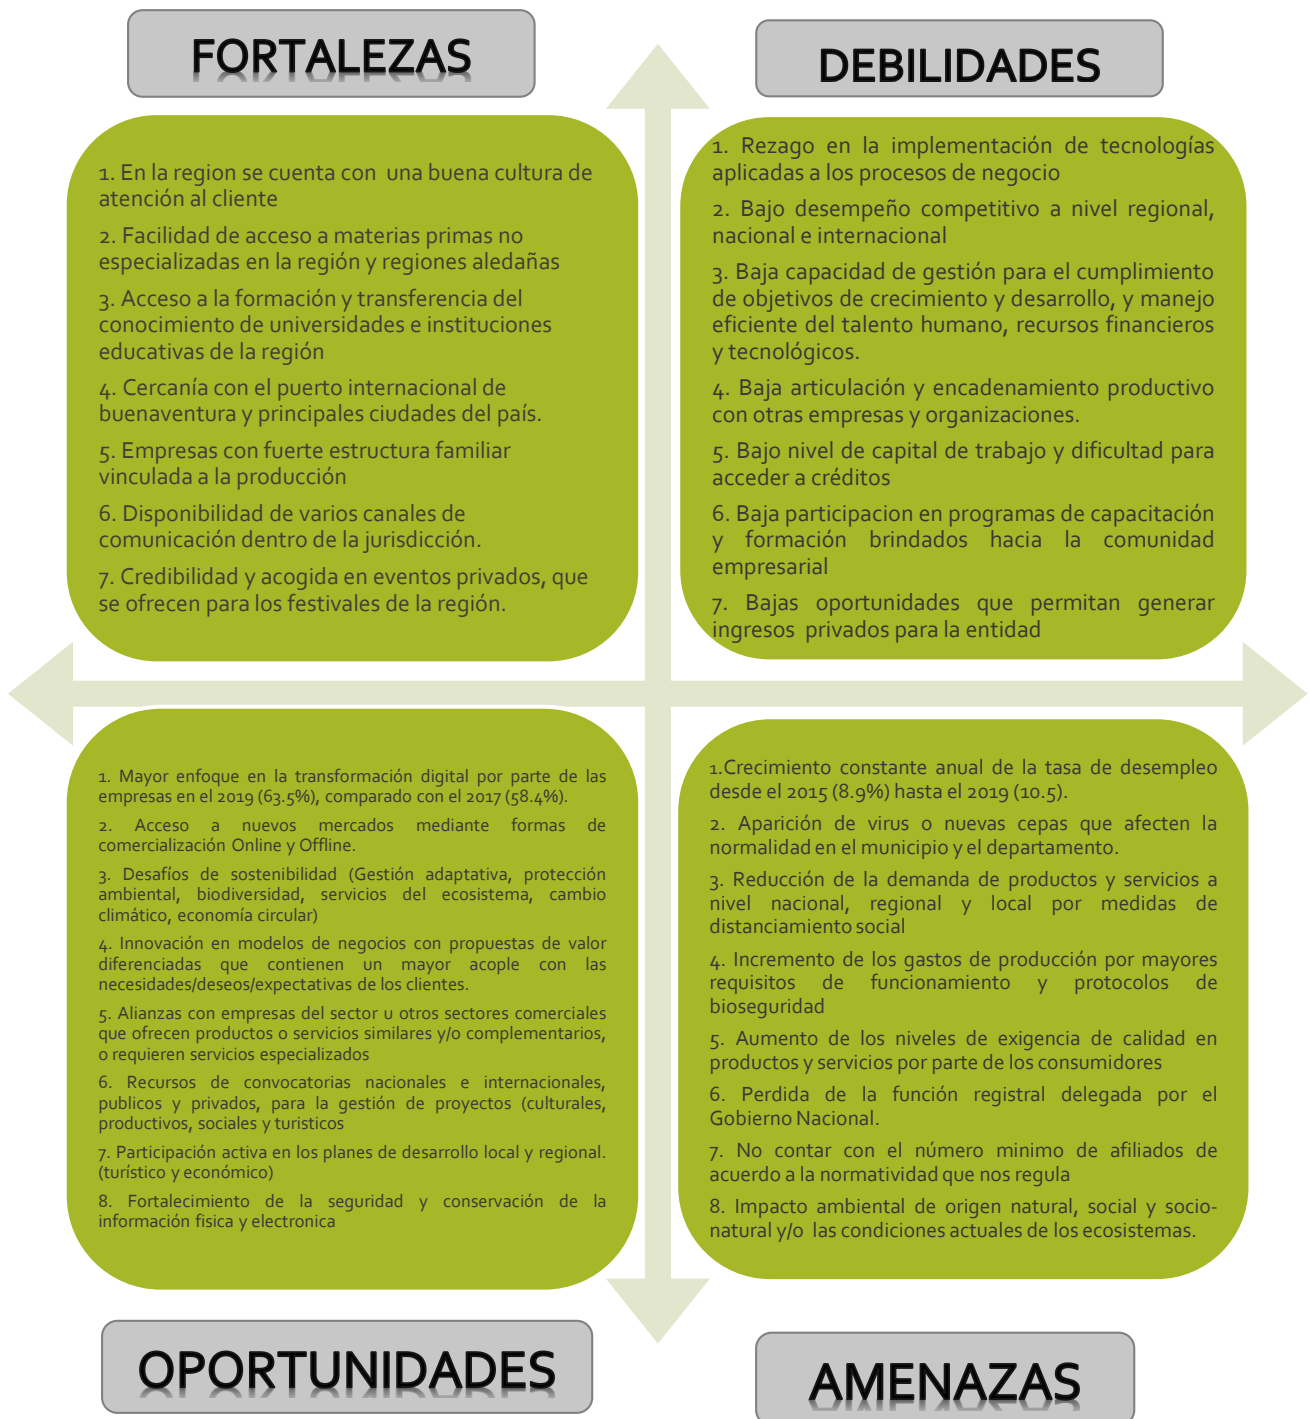 FORTALEZAS
1. En la region se cuenta con una buena cultura de
atención al cliente
2. Facilidad de acceso a materias primas no
especializadas en la región y regiones aledañas
3. Acceso a la formación y transferencia del
conocimiento de universidades e instituciones
educativas de la región
4. Cercanía con el puerto internacional de
buenaventura y principales ciudades del país.
5. Empresas con fuerte estructura familiar
vinculada a la producción
6. Disponibilidad de varios canales de
comunicación dentro de la jurisdicción.
7. Credibilidad y acogida en eventos privados, que
se ofrecen para los festivales de la región.
DEBILIDADES
1. Rezago en la implementación de tecnologías
aplicadas a los procesos de negocio
2. Bajo desempeño competitivo a nivel regional,
nacional e internacional
3. Baja capacidad de gestión para el cumplimiento
de objetivos de crecimiento y desarrollo, y manejo
eficiente del talento humano, recursos financieros
y tecnológicos.
4. Baja articulación y encadenamiento productivo
con otras empresas y organizaciones.
5. Bajo nivel de capital de trabajo y dificultad para
acceder a créditos
6. Baja participacion en programas de capacitación
y formación brindados hacia la comunidad
empresarial
7. Bajas oportunidades que permitan generar
ingresos privados para la entidad
1. Mayor enfoque en la transformación digital por parte de las
empresas en el 2019 (63.5%), comparado con el 2017 (58.4%).
2. Acceso a nuevos mercados mediante formas de
comercialización Online y Offline.
3. Desafíos de sostenibilidad (Gestión adaptativa, protección
ambiental, biodiversidad, servicios del ecosistema, cambio
climático, economía circular)
4. Innovación en modelos de negocios con propuestas de valor
diferenciadas que contienen un mayor acople con las
necesidades/deseos/expectativas de los clientes.
5. Alianzas con empresas del sector u otros sectores comerciales
que ofrecen productos o servicios similares y/o complementarios,
o requieren servicios especializados
6. Recursos de convocatorias nacionales e internacionales,
publicos y privados, para la gestión de proyectos (culturales,
productivos, sociales y turisticos
7. Participación activa en los planes de desarrollo local y regional.
(turístico y económico)
8. Fortalecimiento de la seguridad y conservación de la
información fisica y electronica
OPORTUNIDADES
1.Crecimiento constante anual de la tasa de desempleo
desde el 2015 (8.9%) hasta el 2019 (10.5).
2. Aparición de virus o nuevas cepas que afecten la
normalidad en el municipio y el departamento.
3. Reducción de la demanda de productos y servicios a
nivel nacional, regional y local por medidas de
distanciamiento social
4. Incremento de los gastos de producción por mayores
requisitos de funcionamiento y protocolos de
bioseguridad
5. Aumento de los niveles de exigencia de calidad en
productos y servicios por parte de los consumidores
6. Perdida de la función registral delegada por el
Gobierno Nacional.
7. No contar con el número minimo de afiliados de
acuerdo a la normatividad que nos regula
8. Impacto ambiental de origen natural, social y socio-
natural y/o las condiciones actuales de los ecosistemas.
AMENAZAS